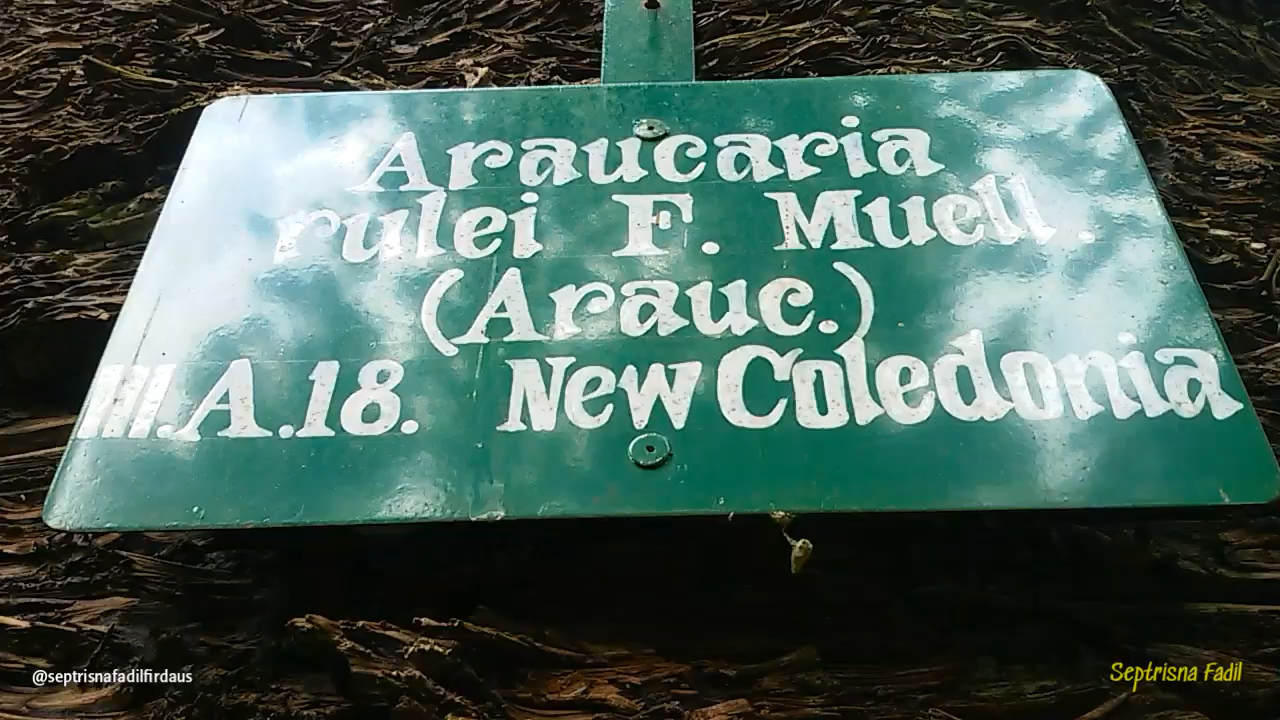 Araucaria
rulei F. Muell.
(Arauc.)
III.A.18. New Coledonia
@septrisnafadilfirdaus
Septrisna Fadil